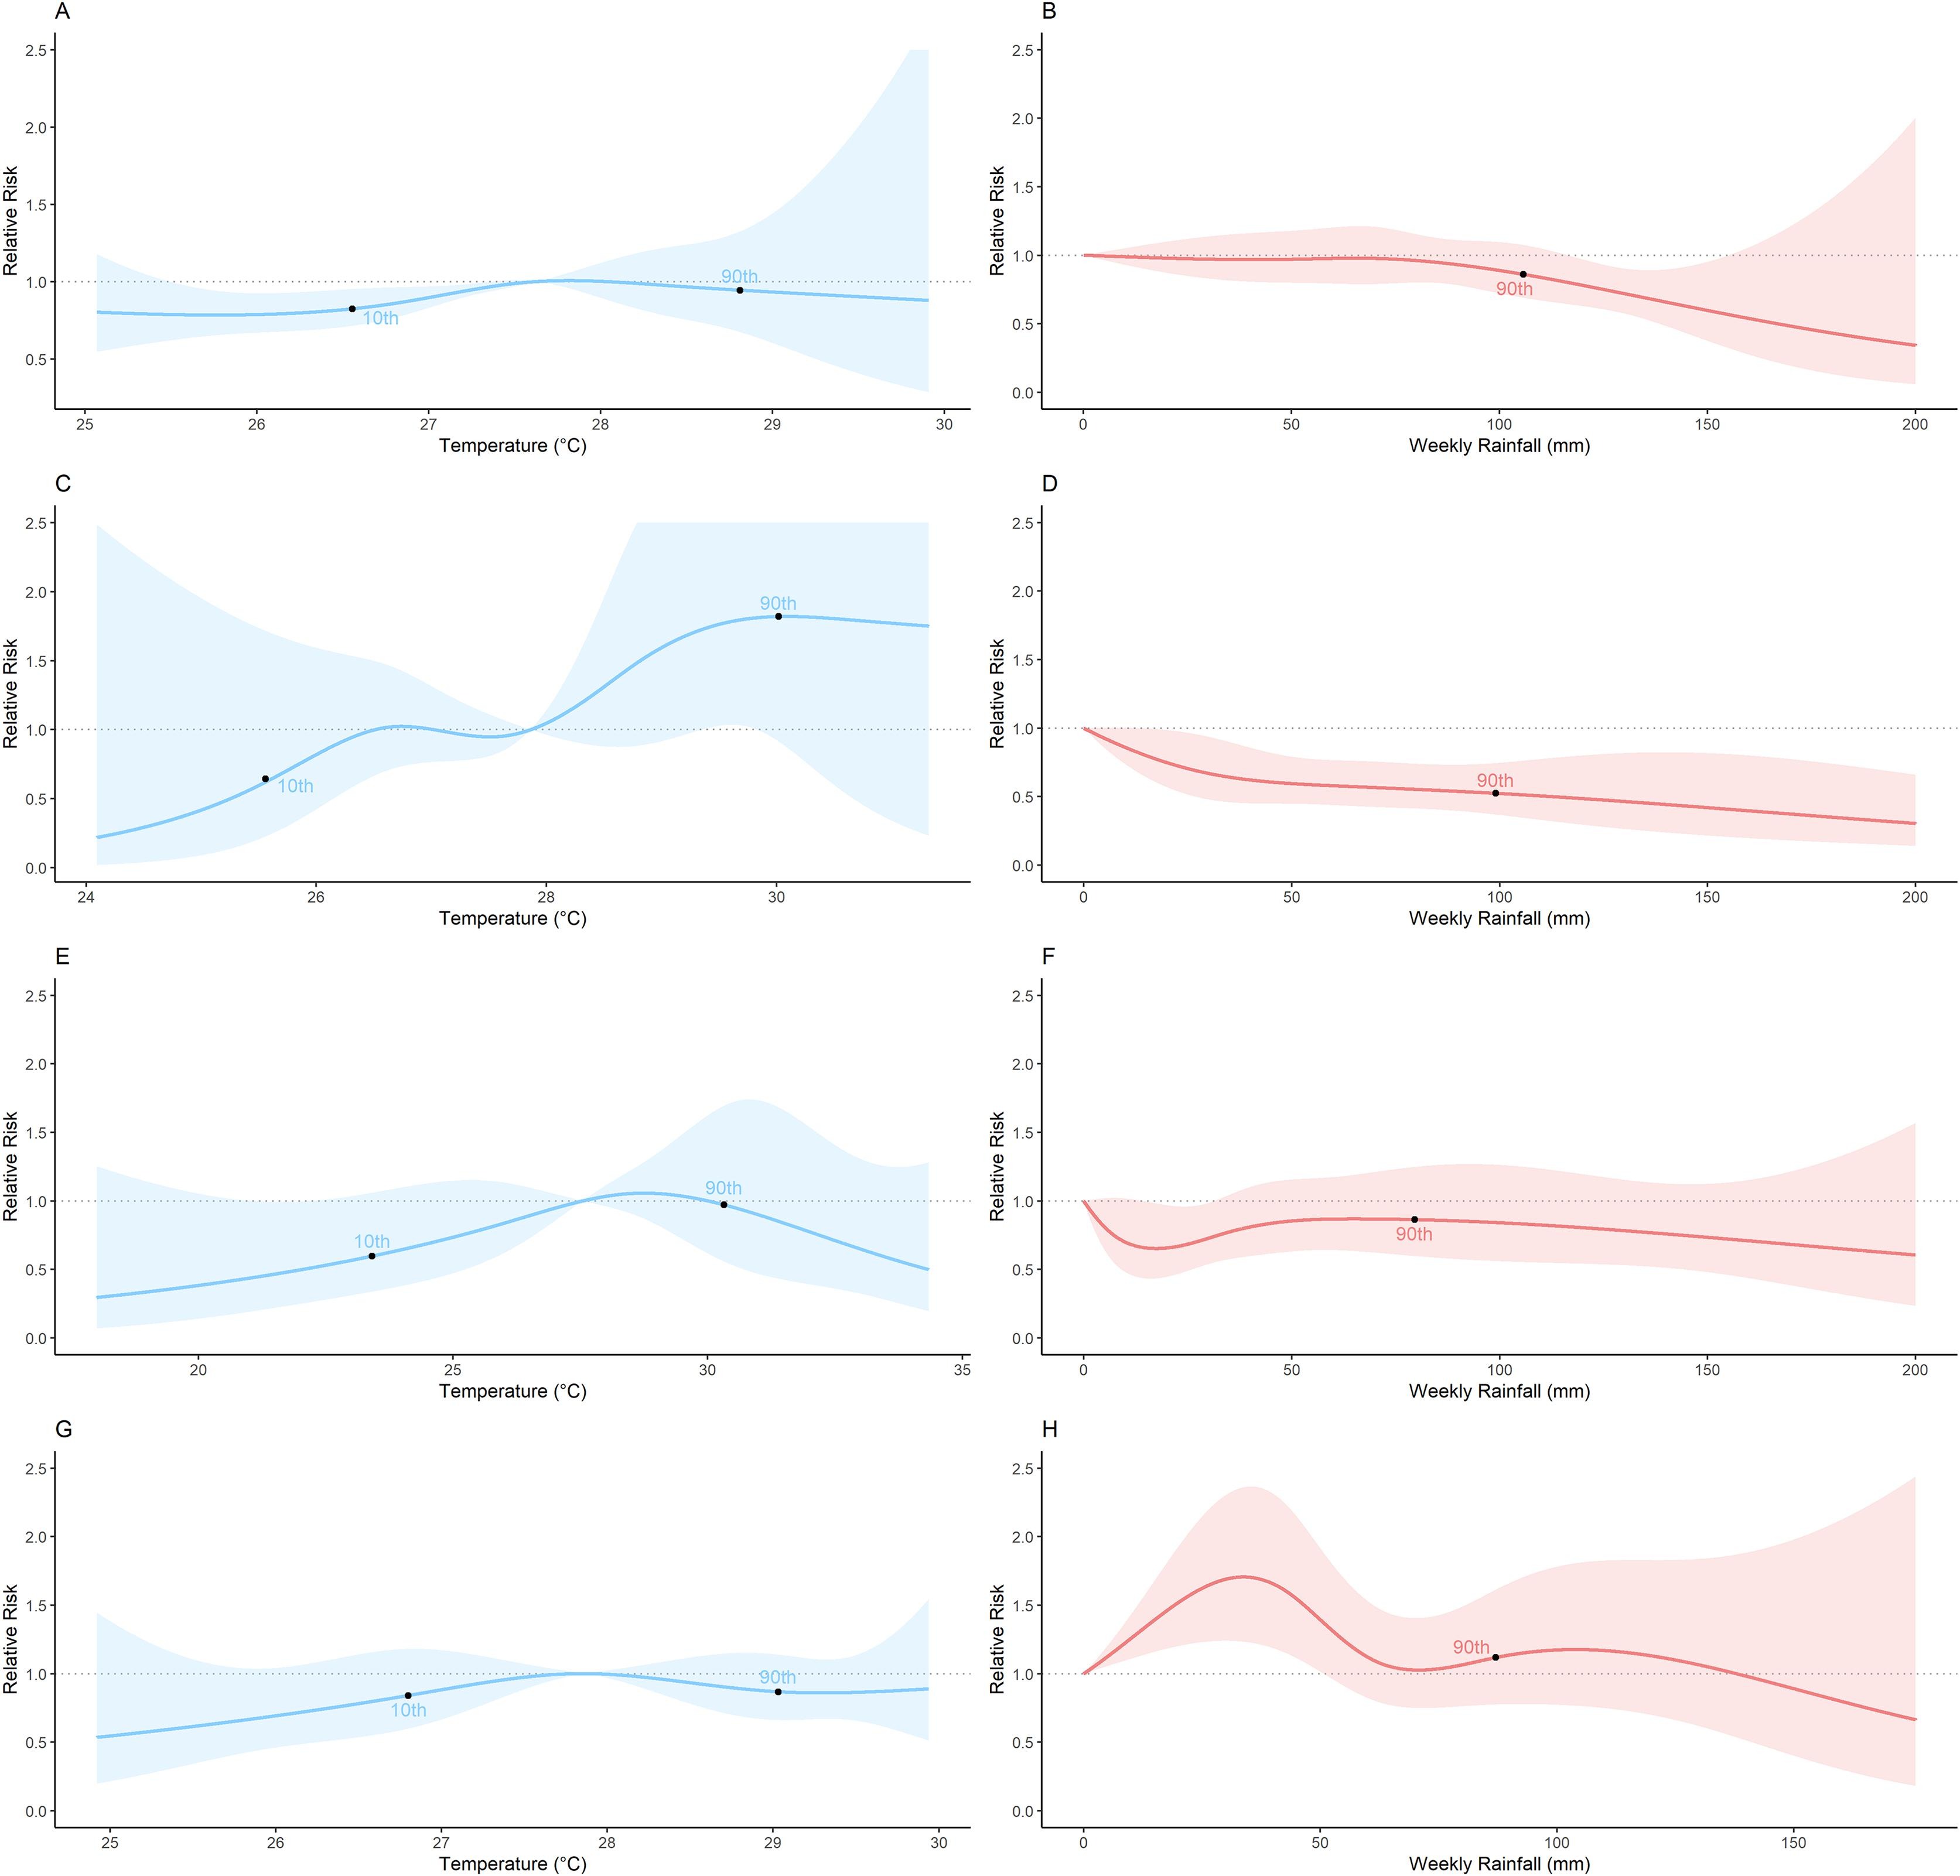 A
Relative Risk
2.5
2.0
1.5
1.0
0.5
90th
10th
25 26 27 28 29 30
Temperature (°C)
B
Relative Risk
2.5
2.0
1.5
1.0
0.5
0.0
90th
0 50 100 150 200
Weekly Rainfall (mm)
C
Relative Risk
2.5
2.0
1.5
1.0
0.5
0.0
90th
10th
24 26 28 30
Temperature (°C)
D
Relative Risk
2.5
2.0
1.5
1.0
0.5
0.0
90th
0 50 100 150 200
Weekly Rainfall (mm)
E
Relative Risk
2.5
2.0
1.5
1.0
0.5
0.0
90th
10th
20 25 30 35
Temperature (°C)
F
Relative Risk
2.5
2.0
1.5
1.0
0.5
0.0
90th
0 50 100 150 200
Weekly Rainfall (mm)
G
Relative Risk
2.5
2.0
1.5
1.0
0.5
0.0
90th
10th
25 26 27 28 29 30
Temperature (°C)
H
Relative Risk
2.5
2.0
1.5
1.0
0.5
0.0
90th
0 50 100 150
Weekly Rainfall (mm)